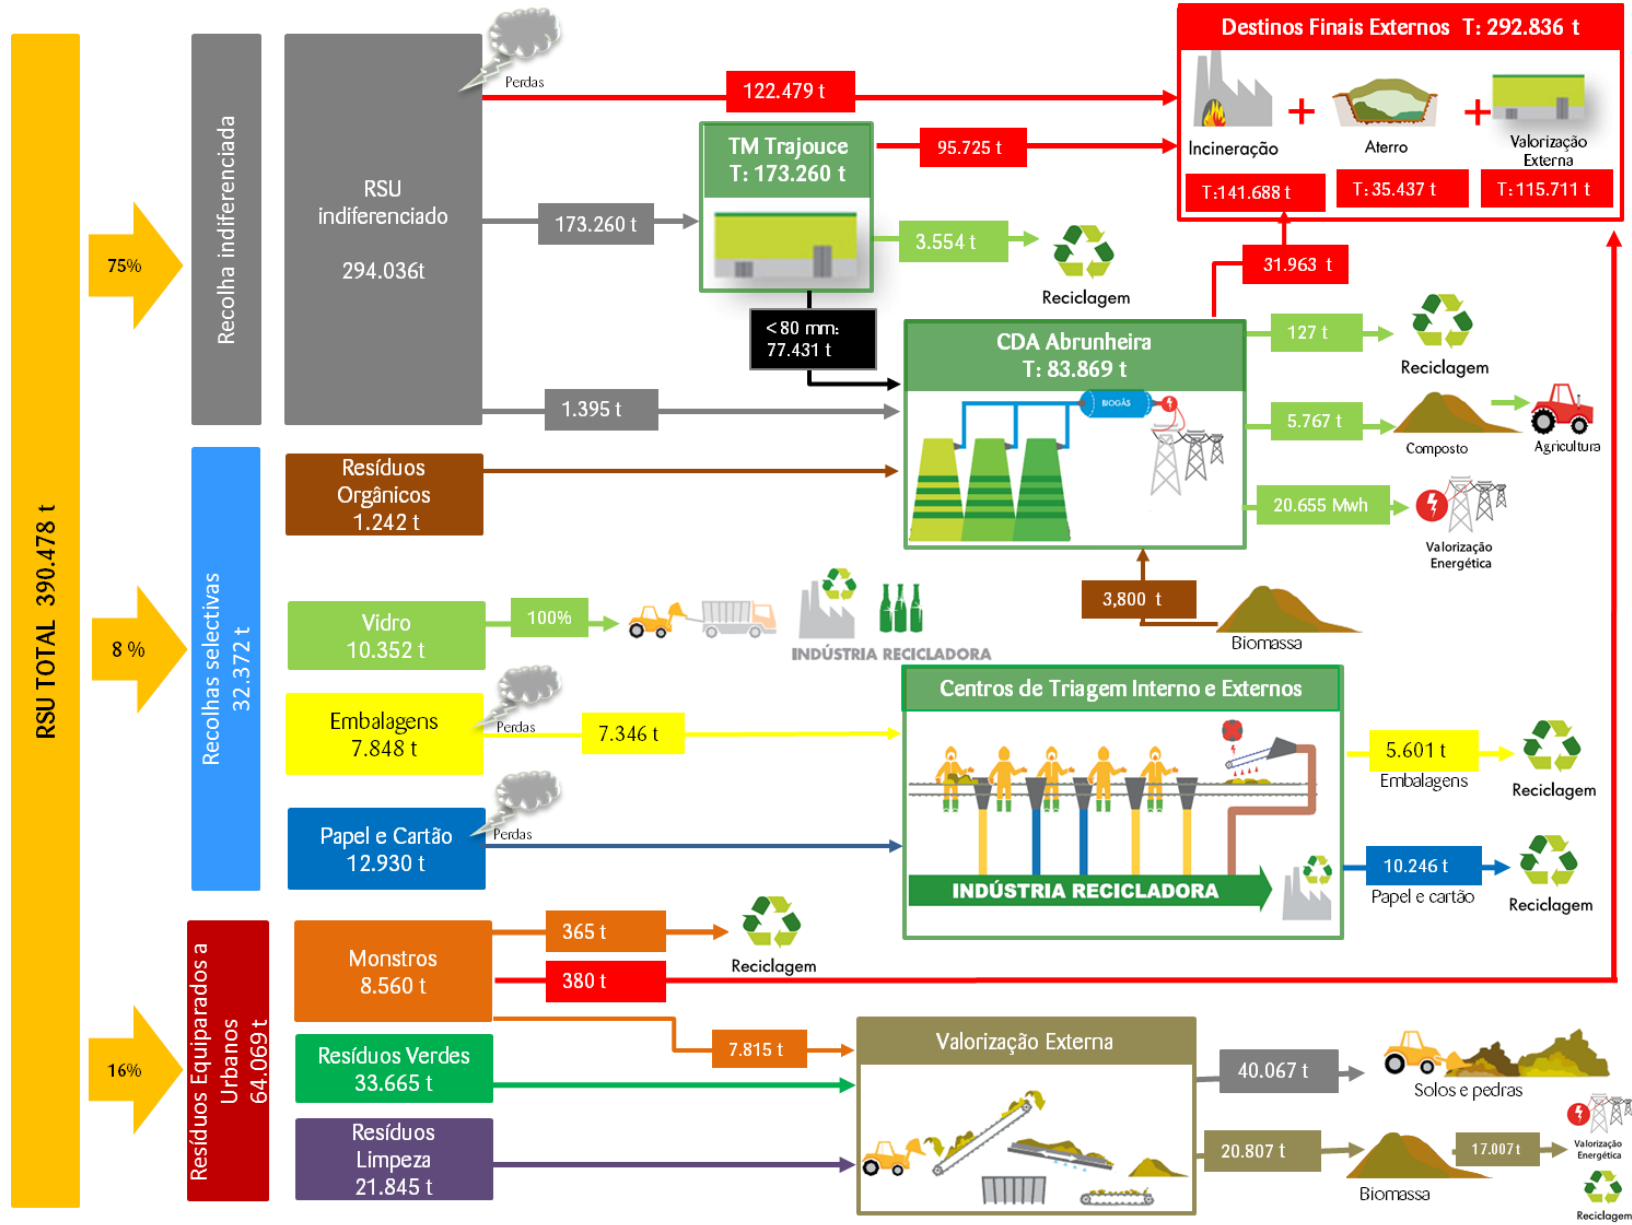 RSU TOTAL  390.478 t
75%
8 %
16%
Recolha indiferenciada
Recolhas selectivas
32.372 t
Resíduos Equiparados a
Urbanos
64.069 t
RSU
indiferenciado
294.036t
Perdas
122.479 t
173.260 t
1.395 t
TM Trajouce
T: 173.260 t
95.725 t
3.554 t
Reciclagem
<80 mm:
77.431 t
Destinos Finais Externos  T: 292.836 t
Incineração
Aterro
Valorização
Externa
T:141.688 t
T: 35.437 t
T: 115.711 t
31.963  t
CDA Abrunheira
T: 83.869 t
BIOGÁS
127 t
Reciclagem
5.767 t
Composto
Agricultura
20.655 Mwh
Valorização
Energética
3,800  t
Biomassa
Resíduos
Orgânicos
1.242 t
Vidro
10.352 t
100%
INDÚSTRIA RECICLADORA
Embalagens
7.848 t
Perdas
7.346 t
Papel e Cartão
12.930 t
Perdas
Centros de Triagem Interno e Externos
INDÚSTRIA RECICLADORA
5.601 t
Embalagens
Reciclagem
10.246 t
Papel e cartão
Reciclagem
Monstros
8.560 t
365 t
Reciclagem
380 t
7.815 t
Resíduos Verdes
33.665 t
Resíduos
Limpeza
21.845 t
Valorização Externa
40.067 t
Solos e pedras
20.807 t
Biomassa
17.007 t
Valorização
Energética
Reciclagem